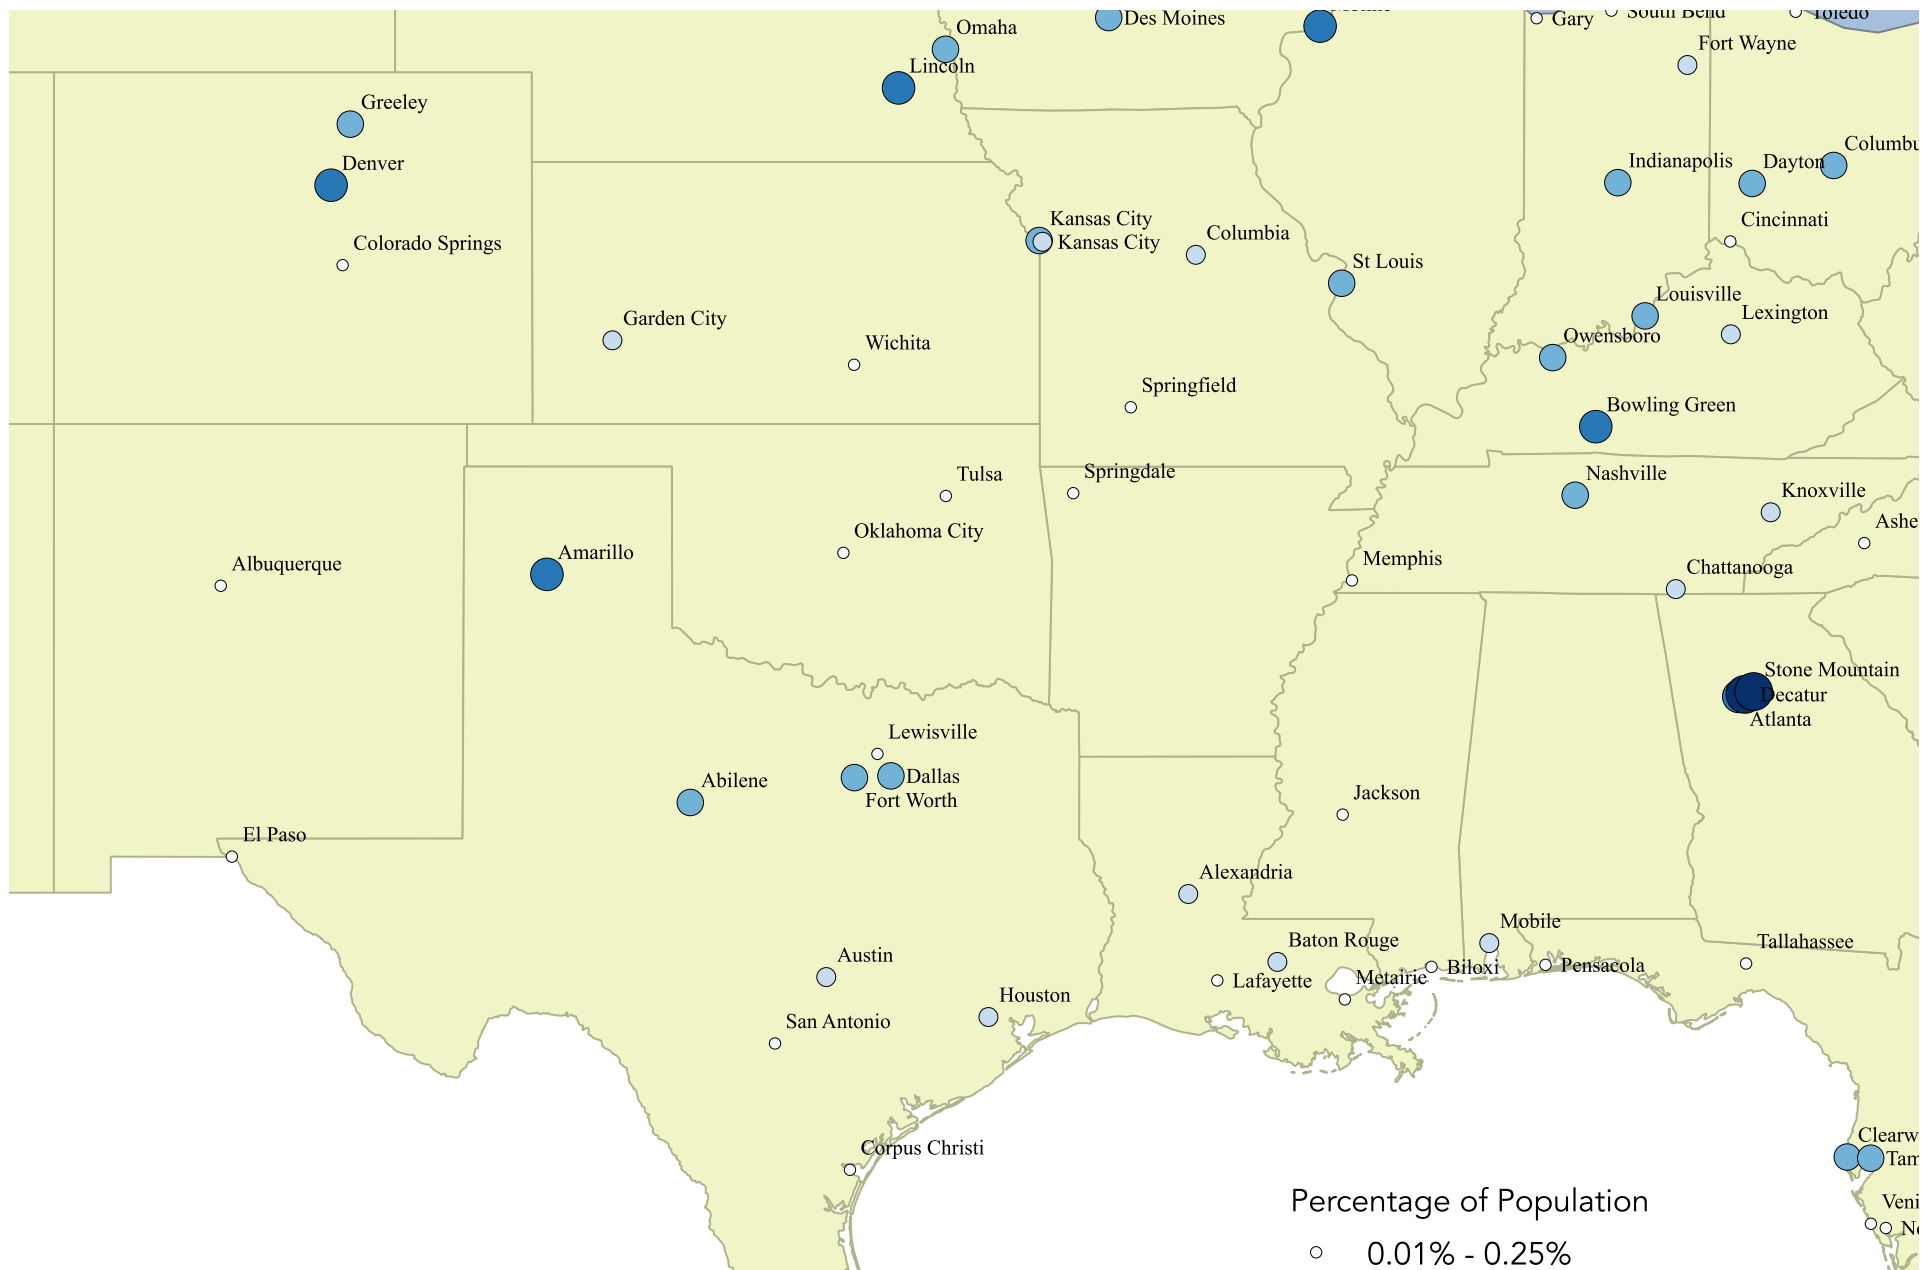 Des Moines
Gary
South Bend
Toledo
Omaha
Fort Wayne
Lincoln
Greeley
Denver
Columbu
Indianapolis
Dayton
Kansas City
Cincinnati
Columbia
Colorado Springs
Kansas City
St Louis
Louisville
Lexington
Garden City
Owensboro
Wichita
Springfield
Bowling Green
Springdale
Tulsa
Nashville
Knoxville
Oklahoma City
Ashe
Amarillo
Memphis
Albuquerque
Chattanooga
Stone Mountain
Decatur
Atlanta
Lewisville
Dallas
Abilene
Fort Worth
Jackson
El Paso
Alexandria
Mobile
Baton Rouge
Tallahassee
Austin
Pensacola
Biloxi
Metairie
Lafayette
Houston
San Antonio
Clearw
Corpus Christi
Tam
Veni
No
Percentage of Population
0.01% - 0.25%